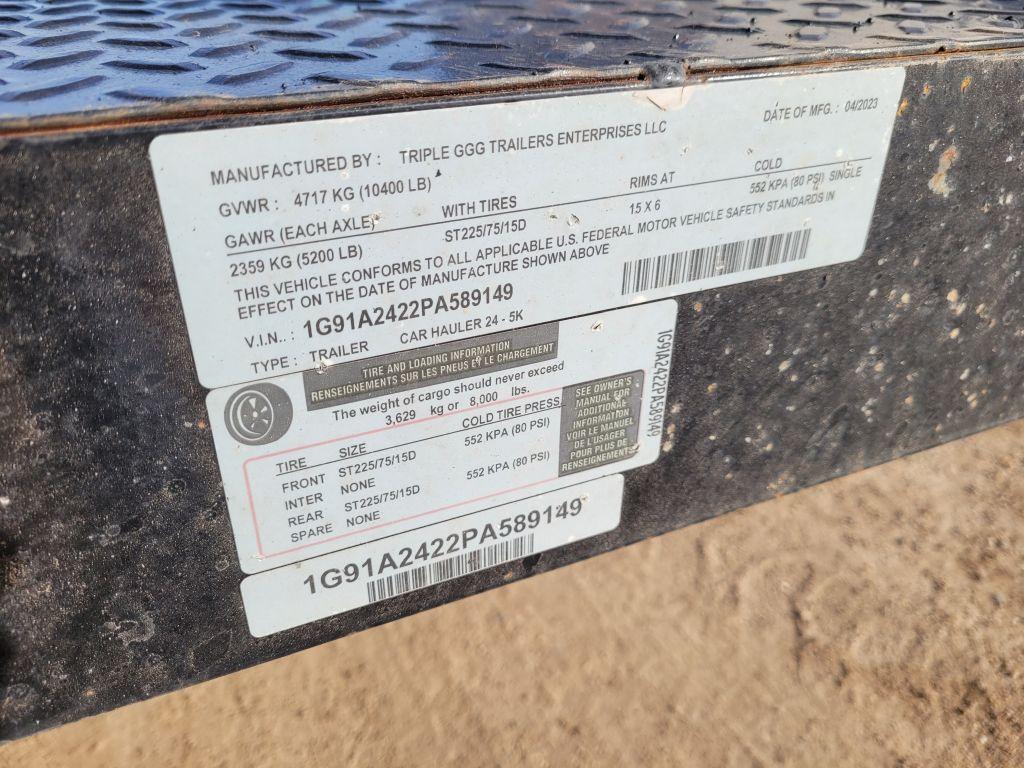 MANUFACTURED BY : TRIPLE GGG TRAILERS ENTERPRISES LLC DATE OF MFG. : 04/2023
GVWR : 4717 KG (10400 LB)
GAWR (EACH AXLE) WITH TIRES RIMS AT COLD
2359 KG (5200 LB) ST225/75/15D 15 X 6 552 KPA (80 PSI) SINGLE
THIS VEHICLE CONFORMS TO ALL APPLICABLE U.S. FEDERAL MOTOR VEHICLE SAFETY STANDARDS IN
EFFECT ON THE DATE OF MANUFACTURE SHOWN ABOVE
V.I.N.. : 1G91A2422PA589149
TYPE : TRAILER CAR HAULER 24 - 5K
TIRE AND LOADING INFORMATION
RENSEIGNEMENTS SUR LES PNEUS ET LE CHARGEMENT
The weight of cargo should never exceed
3,629 kg or 8,000 lbs.
TIRE SIZE COLD TIRE PRESS.
FRONT ST225/75/15D 552 KPA (80 PSI)
INTER NONE
REAR ST225/75/15D 552 KPA (80 PSI)
SPARE NONE
SEE OWNER'S
MANUAL FOR
ADDITIONAL
INFORMATION
VOIR LE MANUEL
DE L'USAGER
POUR PLUS DE
RENSEIGNEMENTS
1G91A2422PA589149
1G91A2422PA589149